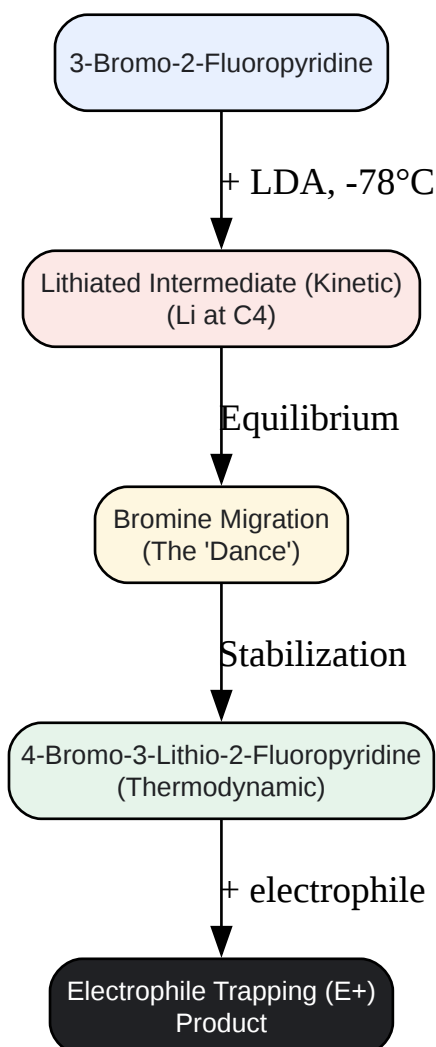 3-Bromo-2-Fluoropyridine
+ LDA, -78°C
Lithiated Intermediate (Kinetic)
(Li at C4)
Equilibrium
Bromine Migration
(The 'Dance')
Stabilization
4-Bromo-3-Lithio-2-Fluoropyridine
(Thermodynamic)
+ electrophile
Electrophile Trapping (E+)
Product